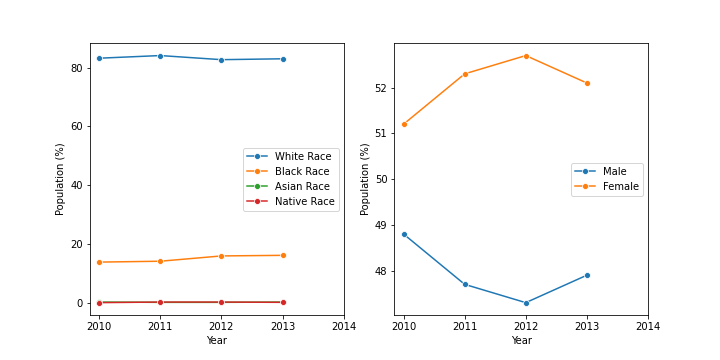 80
60
40
20
0
2010 2011 2012 2013 2014
Year
Population (%)
White Race
Black Race
Asian Race
Native Race
52
51
50
49
48
2010 2011 2012 2013 2014
Year
Population (%)
Male
Female